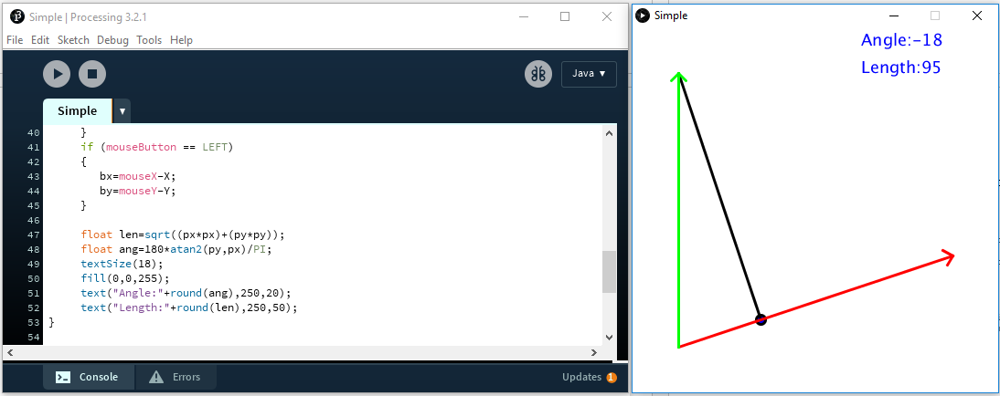 Simple | Processing 3.2.1
File Edit Sketch Debug Tools Help
Java ▼
Simple ▼
40 }
41 if (mouseButton == LEFT)
42 {
43 bx=mouseX-X;
44 by=mouseY-Y;
45 }
46
47 float len=sqrt((px*px)+(py*py));
48 float ang=180*atan2(py,px)/PI;
49 textSize(18);
50 fill(0,0,255);
51 text("Angle:"+round(ang),250,20);
52 text("Length:"+round(len),250,50);
53 }
54
Console Errors Updates 1
Simple
Angle:-18
Length:95